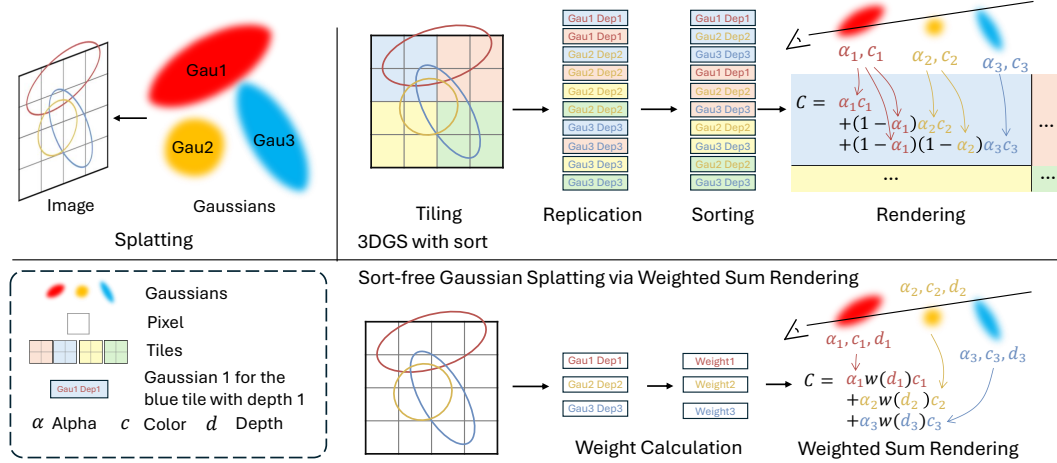 Gau1
Gau2
Gau3
Image
Gaussians
Splatting
Tiling
3DGS with sort
Gau1 Dep1
Gau1 Dep1
Gau2 Dep2
Gau2 Dep2
Gau2 Dep2
Gau2 Dep2
Gau3 Dep3
Gau3 Dep3
Gau3 Dep3
Gau3 Dep3
Replication
Gau1 Dep1
Gau2 Dep2
Gau3 Dep3
Gau1 Dep1
Gau2 Dep2
Gau3 Dep3
Gau2 Dep2
Gau3 Dep3
Gau2 Dep2
Gau3 Dep3
Sorting
α₁, c₁
α₂, c₂
α₃, c₃
C = α₁c₁
+(1 − α₁)α₂c₂
+(1 − α₁)(1 − α₂)α₃c₃
...
...
...
Rendering
Gaussians
Pixel
Tiles
Gau1 Dep1
Gaussian 1 for the
blue tile with depth 1
α Alpha c Color d Depth
Sort-free Gaussian Splatting via Weighted Sum Rendering
Gau1 Dep1
Gau2 Dep2
Gau3 Dep3
Weight1
Weight2
Weight3
Weight Calculation
α₂, c₂, d₂
α₁, c₁, d₁
α₃, c₃, d₃
C = α₁w(d₁)c₁
+α₂w(d₂)c₂
+α₃w(d₃)c₃
Weighted Sum Rendering